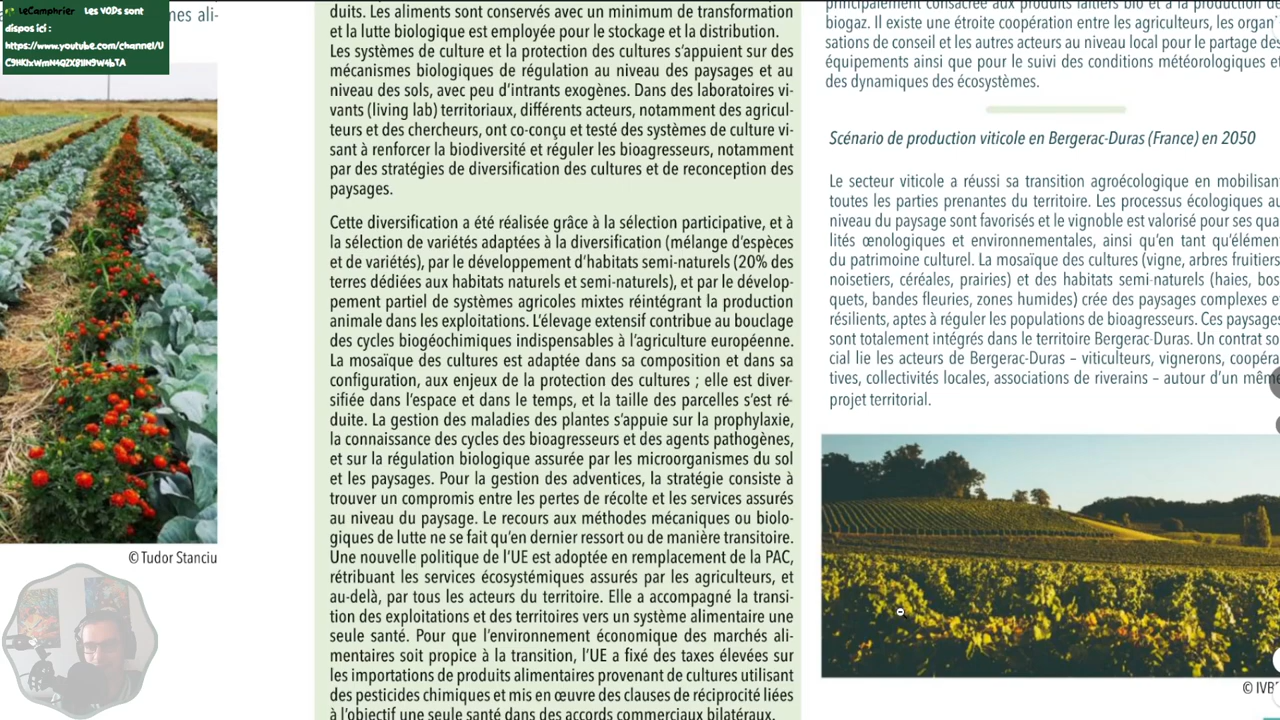 LeCamphrier Les VODs sont
dispos ici :
https://www.youtube.com/channel/U
mes ali-
© Tudor Stanciu
duits. Les aliments sont conservés avec un minimum de transformation
et la lutte biologique est employée pour le stockage et la distribution.
Les systèmes de culture et la protection des cultures s’appuient sur des
mécanismes biologiques de régulation au niveau des paysages et au
niveau des sols, avec peu d’intrants exogènes. Dans des laboratoires vi-
vants (living lab) territoriaux, différents acteurs, notamment des agricul-
teurs et des chercheurs, ont co-conçu et testé des systèmes de culture vi-
sant à renforcer la biodiversité et réguler les bioagresseurs, notamment
par des stratégies de diversification des cultures et de reconception des
paysages.
Cette diversification a été réalisée grâce à la sélection participative, et à
la sélection de variétés adaptées à la diversification (mélange d’espèces
et de variétés), par le développement d’habitats semi-naturels (20% des
terres dédiées aux habitats naturels et semi-naturels), et par le dévelop-
pement partiel de systèmes agricoles mixtes réintégrant la production
animale dans les exploitations. L’élevage extensif contribue au bouclage
des cycles biogéochimiques indispensables à l’agriculture européenne.
La mosaïque des cultures est adaptée dans sa composition et dans sa
configuration, aux enjeux de la protection des cultures ; elle est diver-
sifiée dans l’espace et dans le temps, et la taille des parcelles s’est ré-
duite. La gestion des maladies des plantes s’appuie sur la prophylaxie,
la connaissance des cycles des bioagresseurs et des agents pathogènes,
et sur la régulation biologique assurée par les microorganismes du sol
et les paysages. Pour la gestion des adventices, la stratégie consiste à
trouver un compromis entre les pertes de récolte et les services assurés
au niveau du paysage. Le recours aux méthodes mécaniques ou biolo-
giques de lutte ne se fait qu’en dernier ressort ou de manière transitoire.
Une nouvelle politique de l’UE est adoptée en remplacement de la PAC,
rétribuant les services écosystémiques assurés par les agriculteurs, et
au-delà, par tous les acteurs du territoire. Elle a accompagné la transi-
tion des exploitations et des territoires vers un système alimentaire une
seule santé. Pour que l’environnement économique des marchés ali-
mentaires soit propice à la transition, l’UE a fixé des taxes élevées sur
les importations de produits alimentaires provenant de cultures utilisant
des pesticides chimiques et mis en œuvre des clauses de réciprocité liées
à l’objectif une seule santé dans des accords commerciaux bilatéraux.
principalement consacrée aux produits laitiers bio et à la production de
biogaz. Il existe une étroite coopération entre les agriculteurs, les organi
sations de conseil et les autres acteurs au niveau local pour le partage des
équipements ainsi que pour le suivi des conditions météorologiques et
des dynamiques des écosystèmes.
Scénario de production viticole en Bergerac-Duras (France) en 2050
Le secteur viticole a réussi sa transition agroécologique en mobilisant
toutes les parties prenantes du territoire. Les processus écologiques au
niveau du paysage sont favorisés et le vignoble est valorisé pour ses qua
lités œnologiques et environnementales, ainsi qu’en tant qu’élément
du patrimoine culturel. La mosaïque des cultures (vigne, arbres fruitiers
noisetiers, céréales, prairies) et des habitats semi-naturels (haies, bos
quets, bandes fleuries, zones humides) crée des paysages complexes et
résilients, aptes à réguler les populations de bioagresseurs. Ces paysages
sont totalement intégrés dans le territoire Bergerac-Duras. Un contrat so
cial lie les acteurs de Bergerac-Duras – viticulteurs, vignerons, coopéra
tives, collectivités locales, associations de riverains – autour d’un même
projet territorial.
© IVB